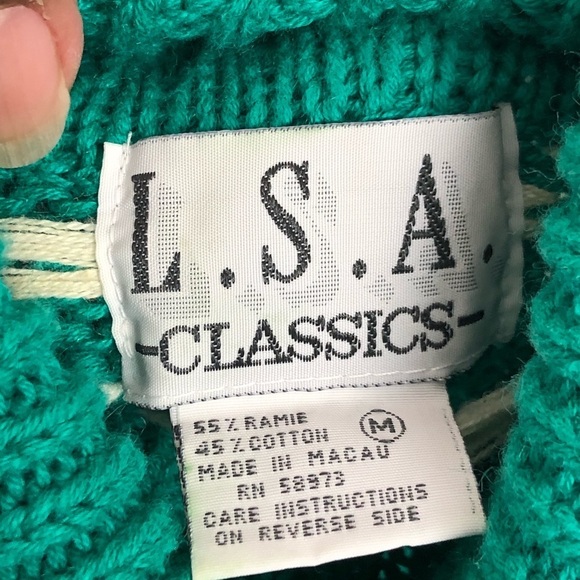 L.S.A.
-CLASSICS-
55% RAMIE
45% COTTON
M
MADE IN MACAU
RN 58973
CARE INSTRUCTIONS
ON REVERSE SIDE